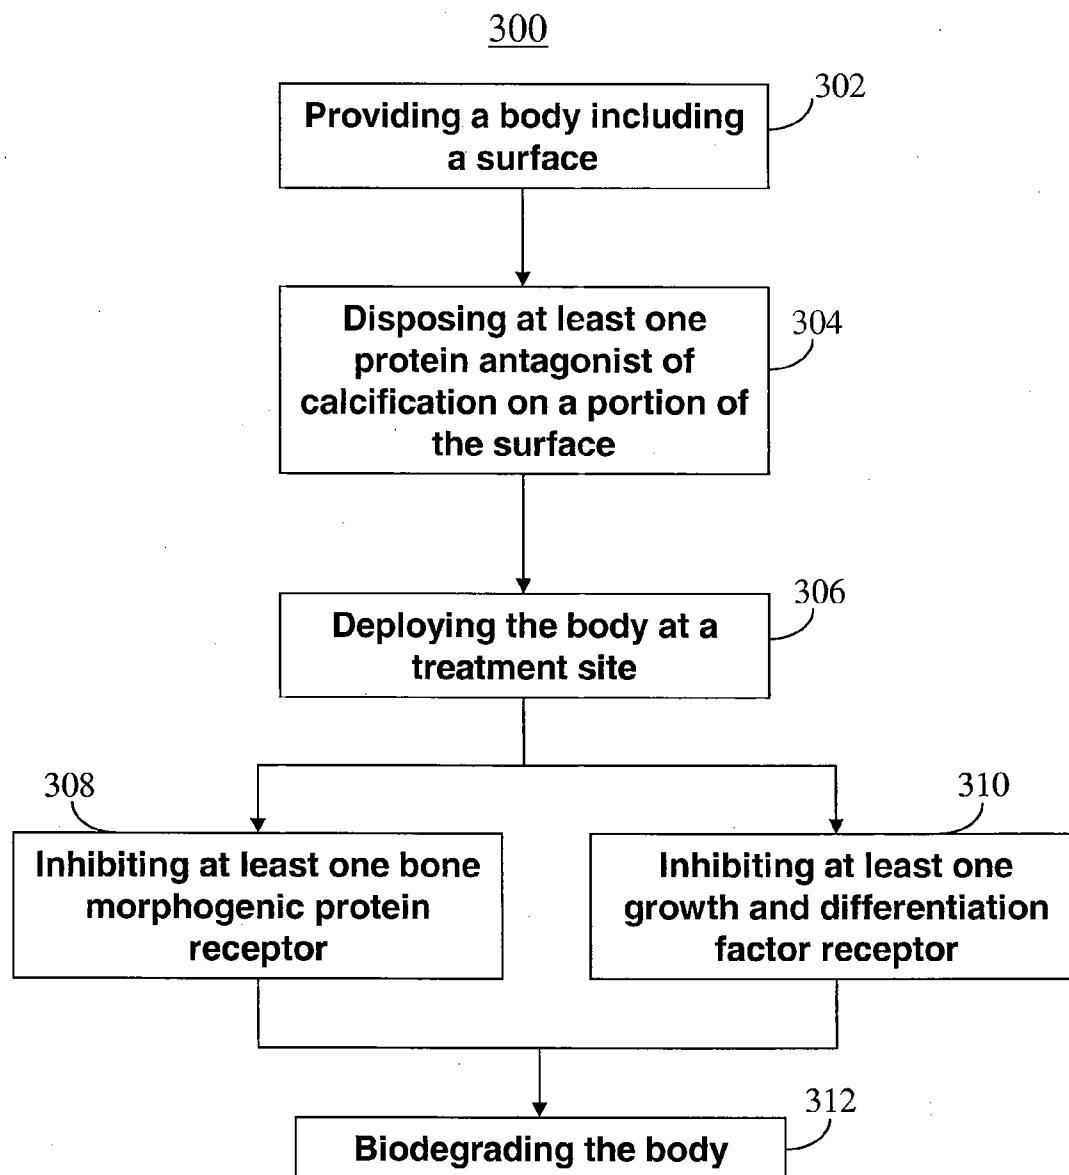 300
302
Providing a body including
a surface
304
Disposing at least one
protein antagonist of
calcification on a portion of
the surface
306
Deploying the body at a
treatment site
308
Inhibiting at least one bone
morphogenic protein
receptor
310
Inhibiting at least one
growth and differentiation
factor receptor
312
Biodegrading the body